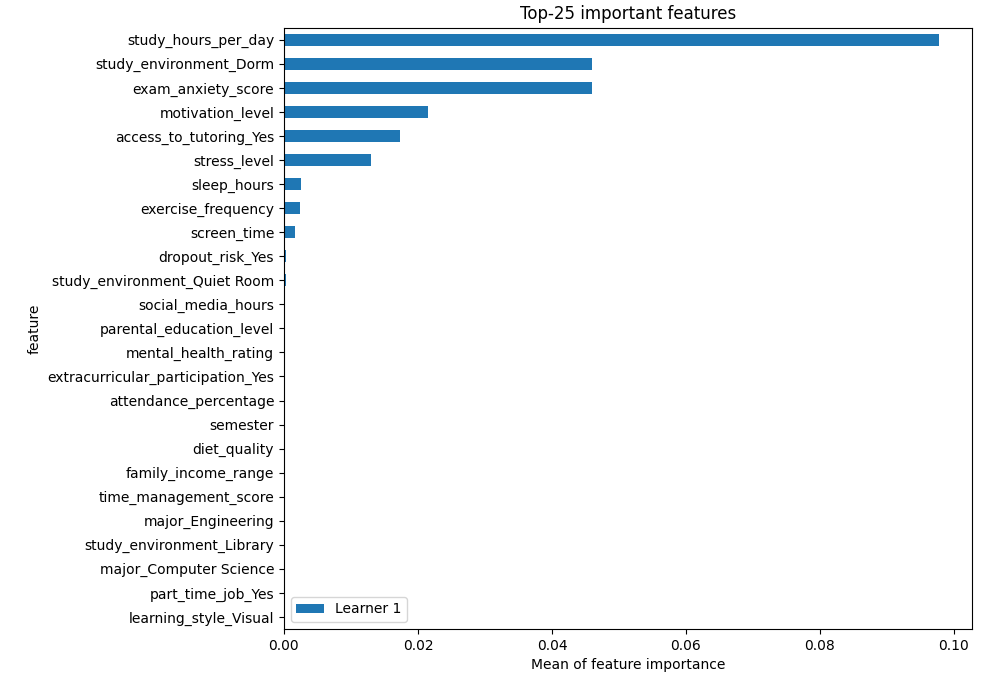 Top-25 important features
study_hours_per_day
study_environment_Dorm
exam_anxiety_score
motivation_level
access_to_tutoring_Yes
stress_level
sleep_hours
exercise_frequency
screen_time
dropout_risk_Yes
study_environment_Quiet Room
social_media_hours
parental_education_level
mental_health_rating
extracurricular_participation_Yes
attendance_percentage
semester
diet_quality
family_income_range
time_management_score
major_Engineering
study_environment_Library
major_Computer Science
part_time_job_Yes
learning_style_Visual
feature
Learner 1
0.00 0.02 0.04 0.06 0.08 0.10
Mean of feature importance